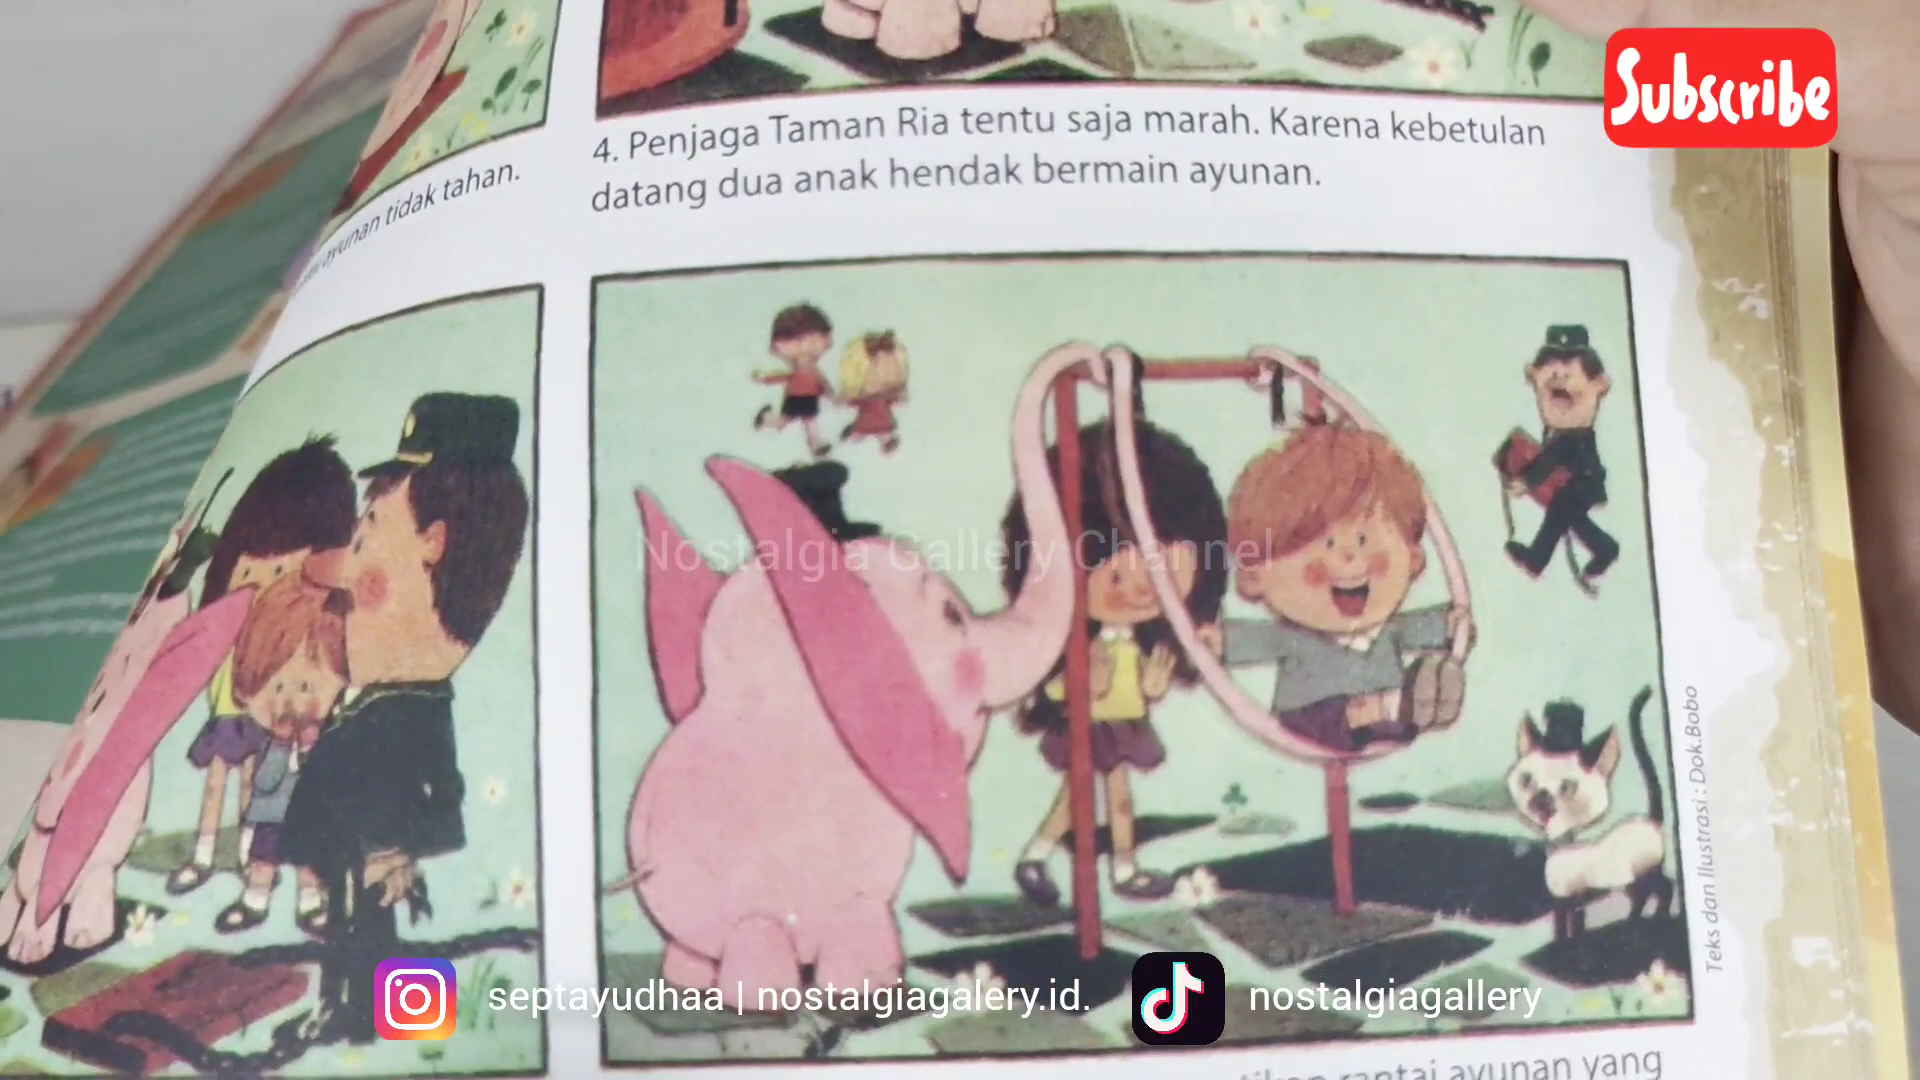 Subscribe
4. Penjaga Taman Ria tentu saja marah. Karena kebetulan
datang dua anak hendak bermain ayunan.
ayunan tidak tahan.
Nostalgia Gallery Channel
Teks dan Ilustrasi : Dok.Bobo
septayudhaa | nostalgiagalery.id.
nostalgiagallery
rantai ayunan yang